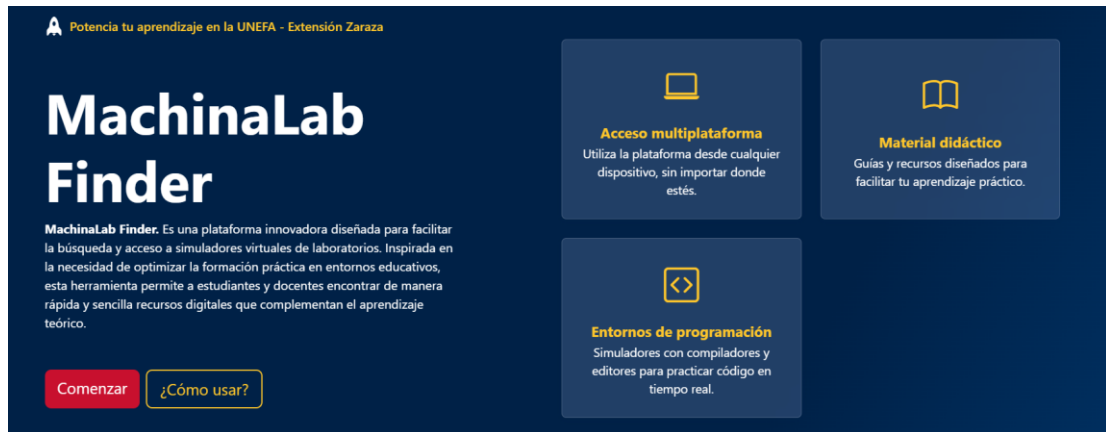 Potencia tu aprendizaje en la UNEFA - Extensión Zaraza
MachinaLab
Finder
MachinaLab Finder. Es una plataforma innovadora diseñada para facilitar
la búsqueda y acceso a simuladores virtuales de laboratorios. Inspirada en
la necesidad de optimizar la formación práctica en entornos educativos,
esta herramienta permite a estudiantes y docentes encontrar de manera
rápida y sencilla recursos digitales que complementan el aprendizaje
teórico.
Comenzar
¿Cómo usar?
Acceso multiplataforma
Utiliza la plataforma desde cualquier
dispositivo, sin importar donde
estés.
Material didáctico
Guías y recursos diseñados para
facilitar tu aprendizaje práctico.
Entornos de programación
Simuladores con compiladores y
editores para practicar código en
tiempo real.